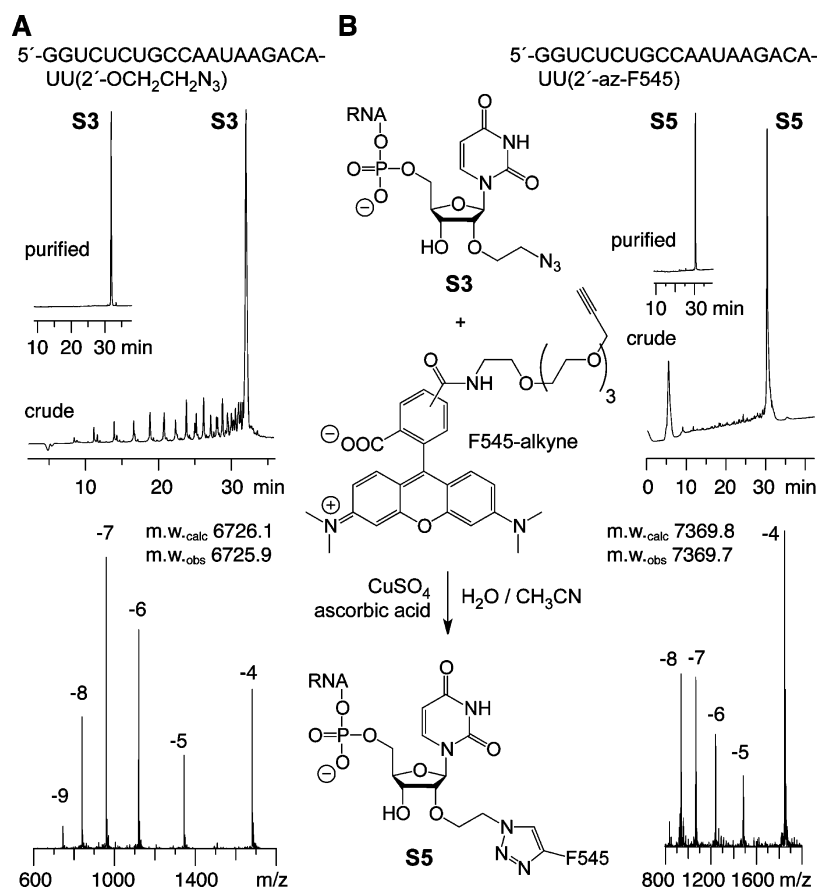 A
5´-GGUCUCUGCCAAUAAGACA-
UU(2´-OCH2CH2N3)
S3
S3
purified
10 20 30 min
crude
10 20 30 min
m.w.calc 6726.1
m.w.obs 6725.9
-7
-6
-8
-4
-5
-9
600 1000 1400 m/z
B
5´-GGUCUCUGCCAAUAAGACA-
UU(2´-az-F545)
RNA
O
O=P-O
O
⊖
O
NH
N
O
O
HO
O
N3
S3
+
O
NH
O
O
3
⊖
OOC
F545-alkyne
⊕
N
O
N
CuSO4
ascorbic acid
H2O / CH3CN
RNA
O
O=P-O
O
⊖
O
NH
N
O
O
HO
O
N
N=N
F545
S5
S5
S5
purified
10 30 min
crude
0 10 20 30 min
m.w.calc 7369.8
m.w.obs 7369.7
-4
-8
-7
-6
-5
800 1200 1600 m/z